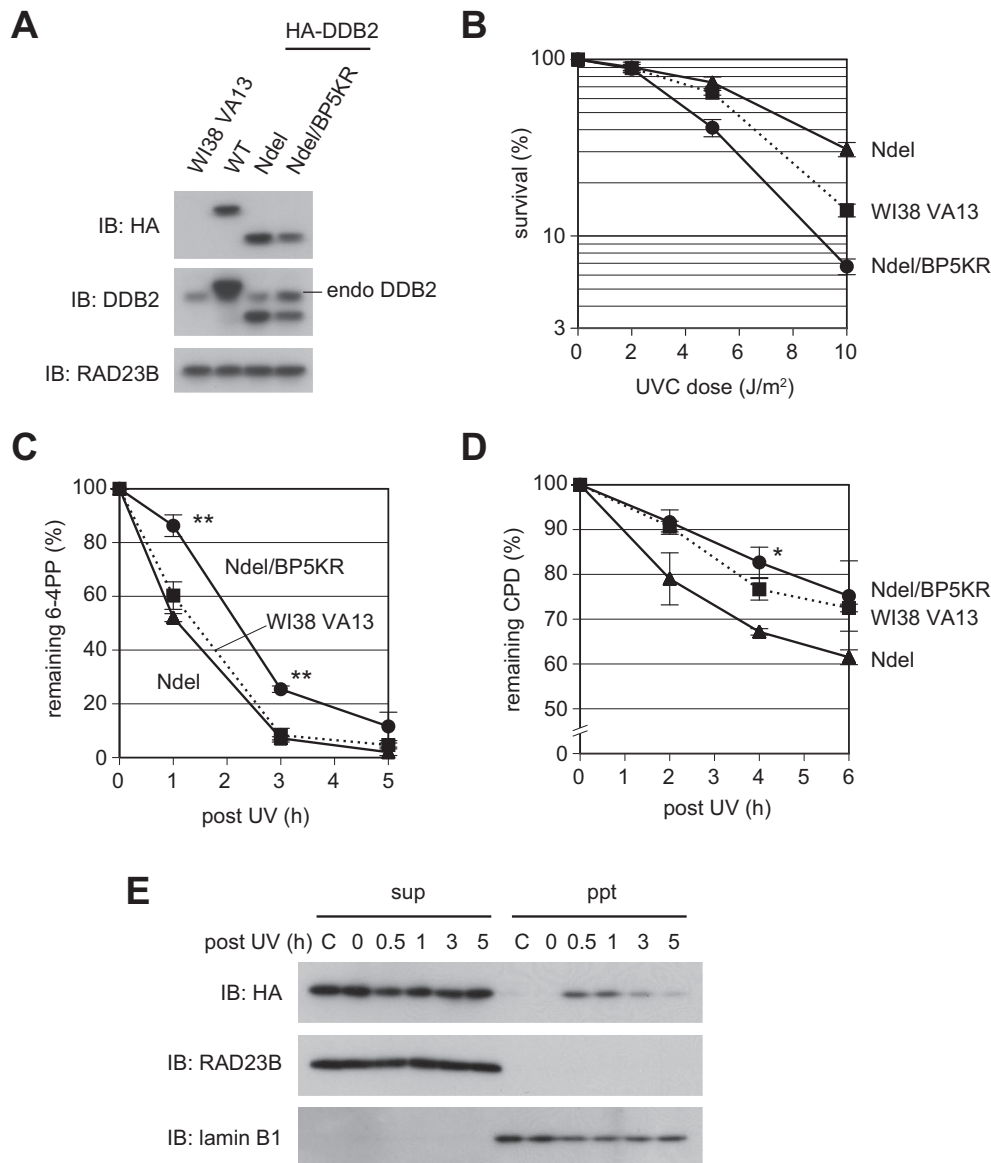 A
HA-DDB2
WI38 VA13
WT
Ndel
Ndel/BP5KR
IB: HA
IB: DDB2
endo DDB2
IB: RAD23B
B
survival (%)
100
10
3
0 2 4 6 8 10
UVC dose (J/m²)
Ndel
WI38 VA13
Ndel/BP5KR
C
remaining 6-4PP (%)
100
80
60
40
20
0
0 1 2 3 4 5
post UV (h)
**
**
Ndel/BP5KR
WI38 VA13
Ndel
D
remaining CPD (%)
100
90
80
70
60
50
0
0 1 2 3 4 5 6
post UV (h)
*
Ndel/BP5KR
WI38 VA13
Ndel
E
sup ppt
post UV (h) C 0 0.5 1 3 5 C 0 0.5 1 3 5
IB: HA
IB: RAD23B
IB: lamin B1